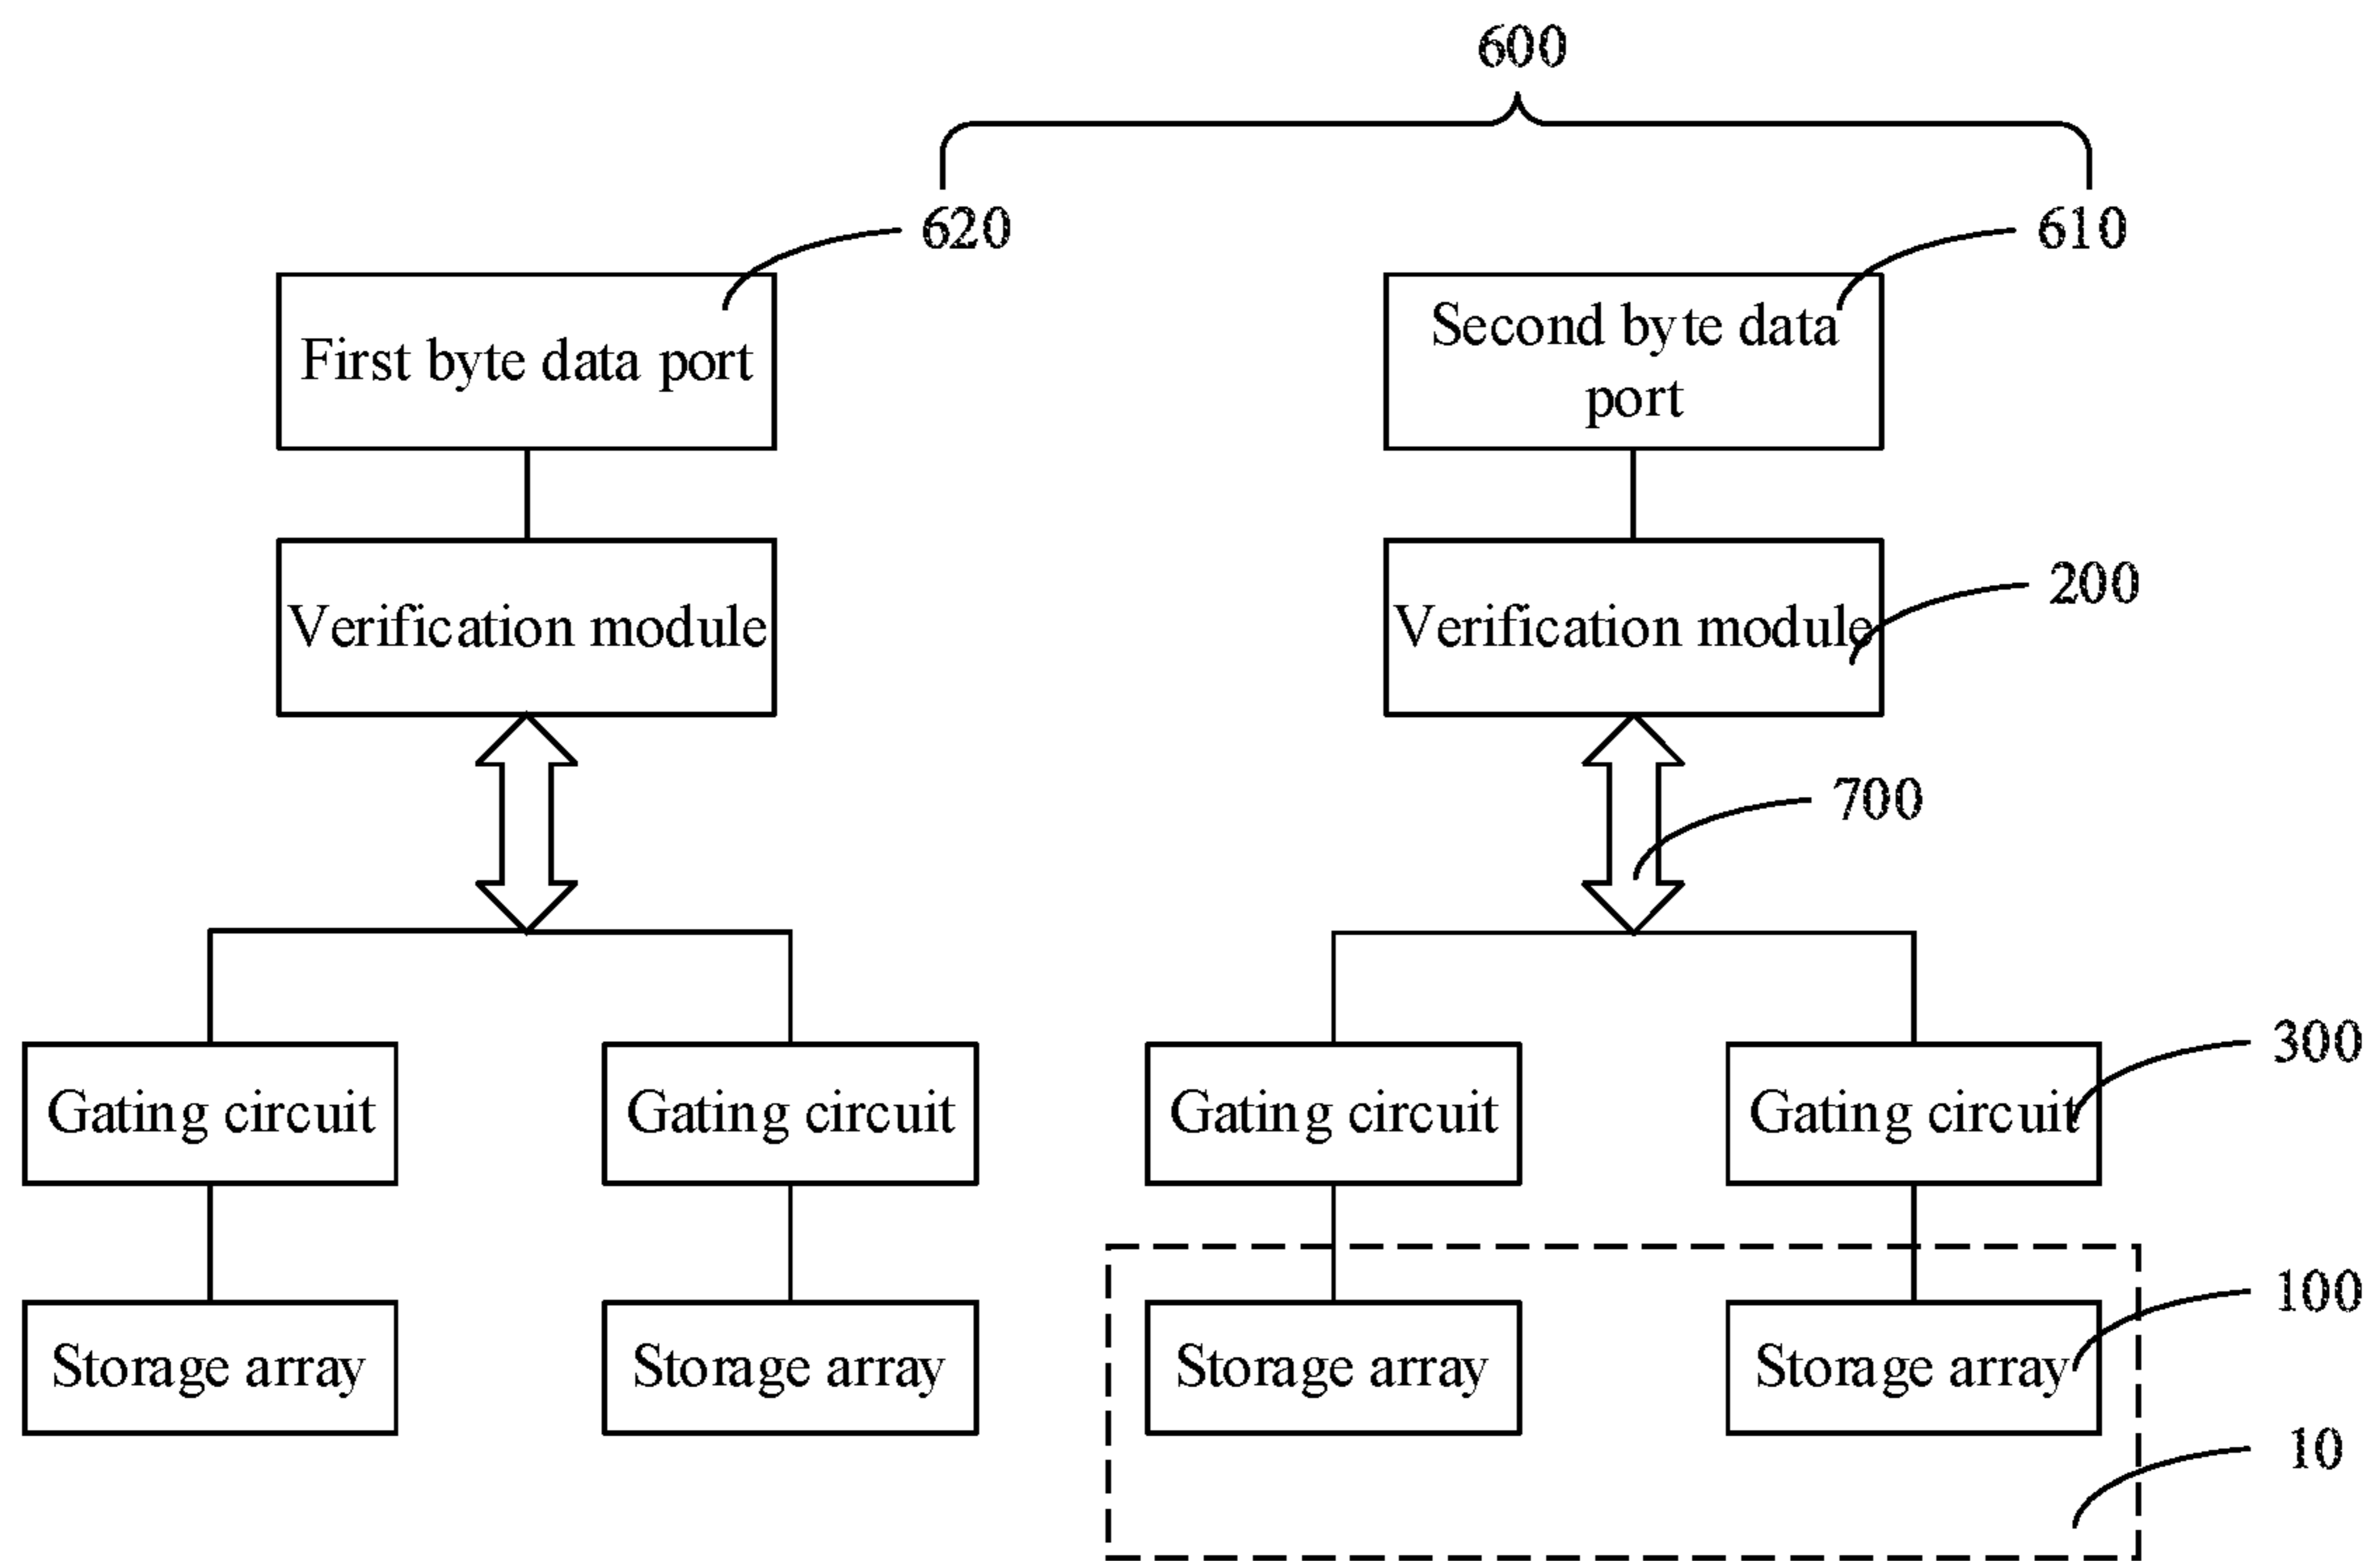 600
620
610
First byte data port
Second byte data
port
Verification module
Verification module
200
700
Gating circuit
Gating circuit
Gating circuit
Gating circuit
300
Storage array
Storage array
Storage array
Storage array
100
10